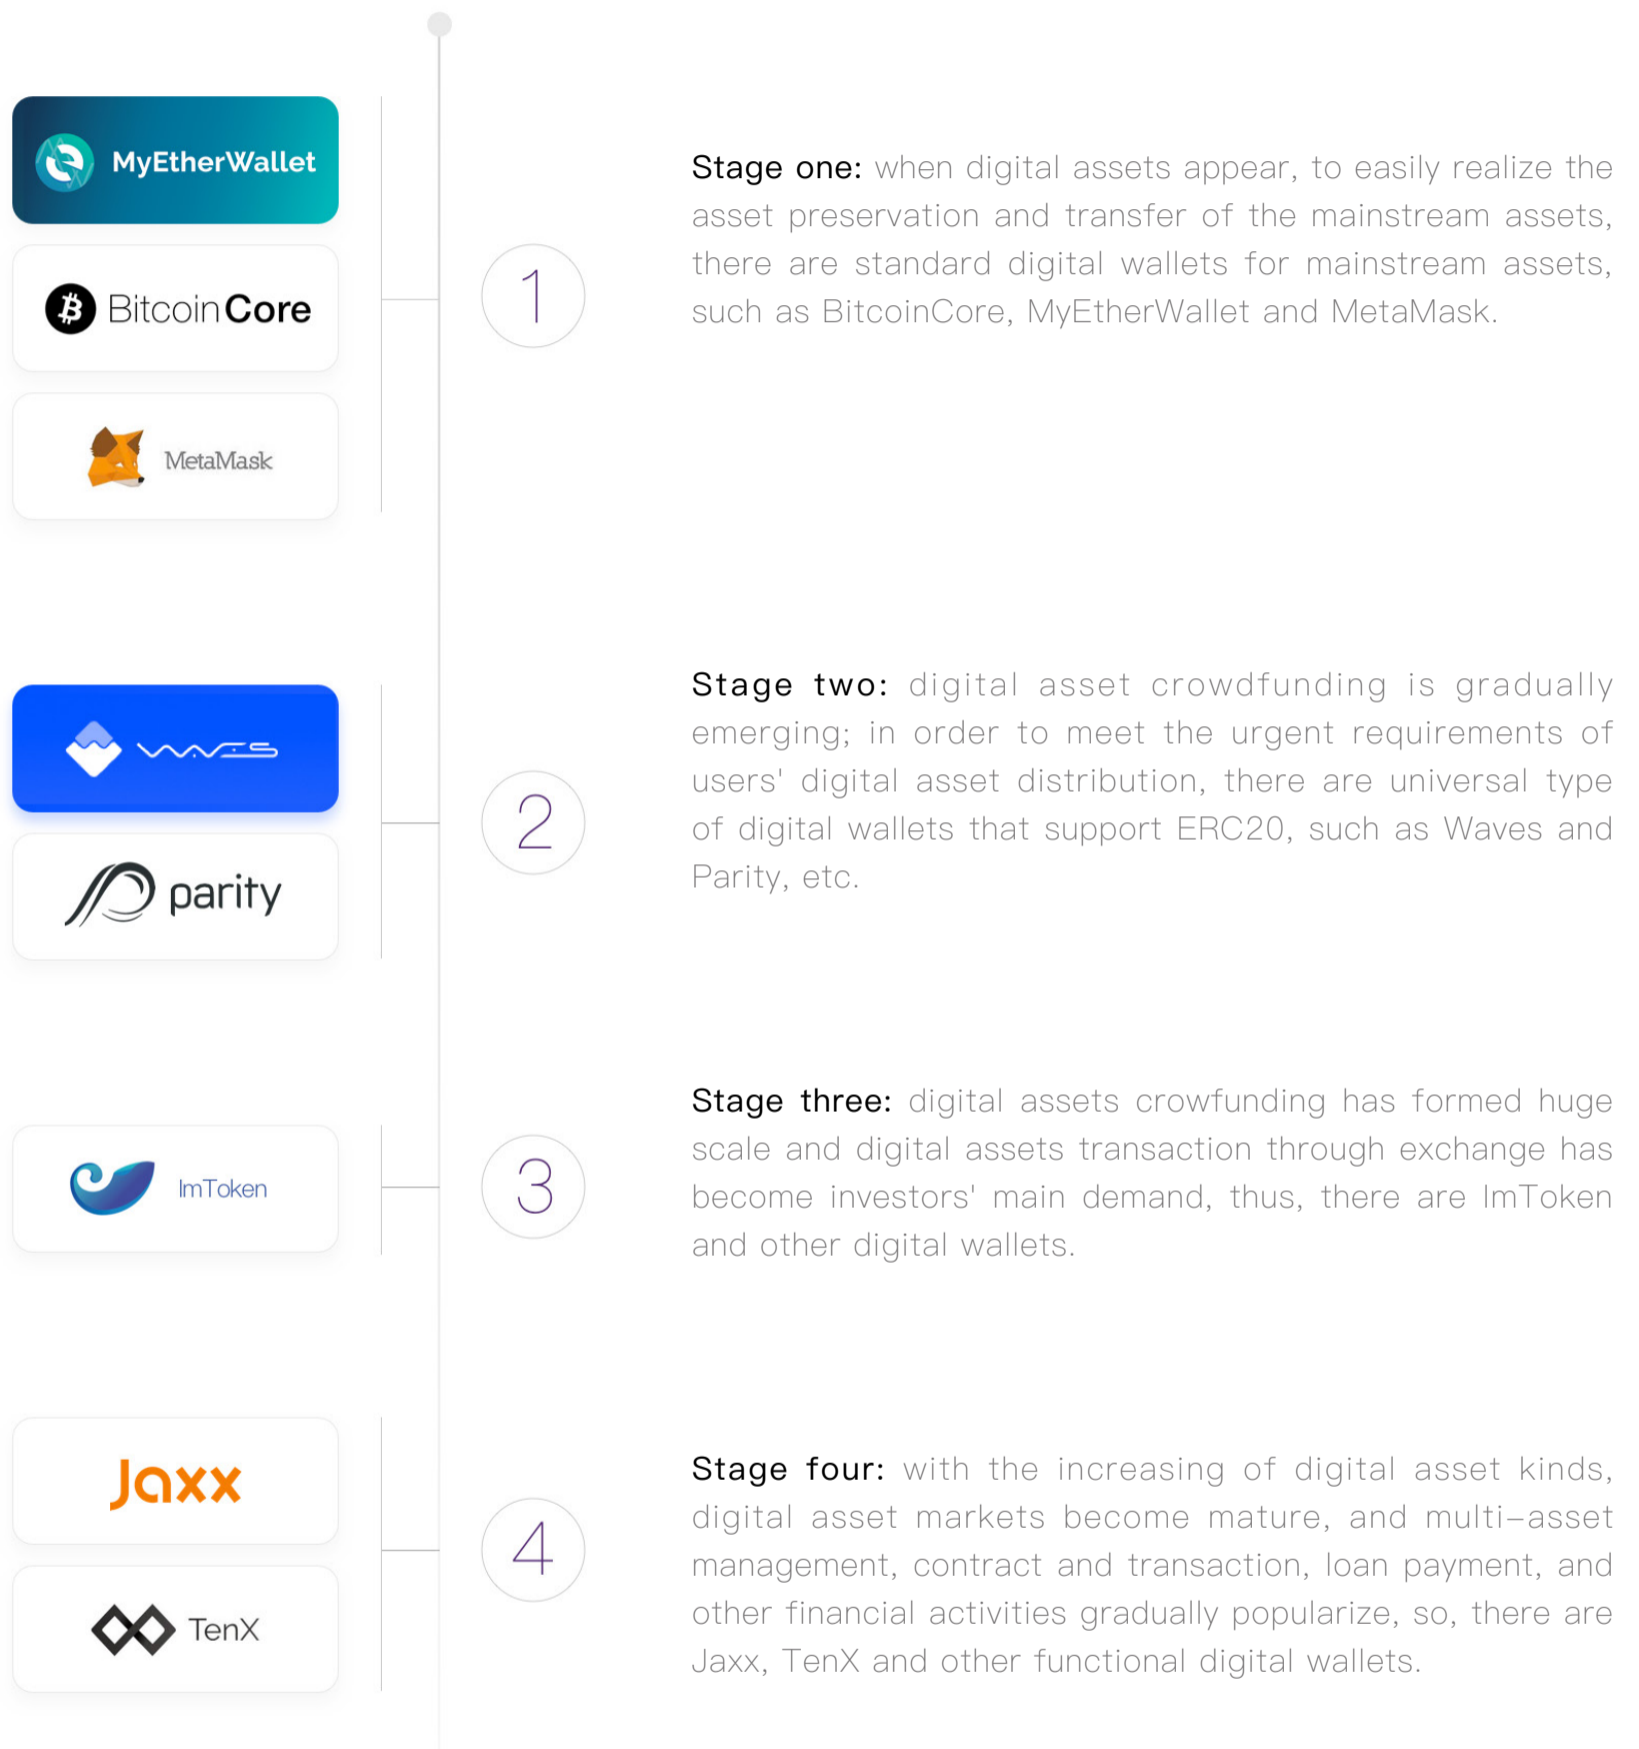 MyEtherWallet
Bitcoin Core
MetaMask
1
Stage one: when digital assets appear, to easily realize the
asset preservation and transfer of the mainstream assets,
there are standard digital wallets for mainstream assets,
such as BitcoinCore, MyEtherWallet and MetaMask.
WAVES
parity
2
Stage two: digital asset crowdfunding is gradually
emerging; in order to meet the urgent requirements of
users' digital asset distribution, there are universal type
of digital wallets that support ERC20, such as Waves and
Parity, etc.
ImToken
3
Stage three: digital assets crowfunding has formed huge
scale and digital assets transaction through exchange has
become investors' main demand, thus, there are ImToken
and other digital wallets.
Jaxx
TenX
4
Stage four: with the increasing of digital asset kinds,
digital asset markets become mature, and multi–asset
management, contract and transaction, loan payment, and
other financial activities gradually popularize, so, there are
Jaxx, TenX and other functional digital wallets.